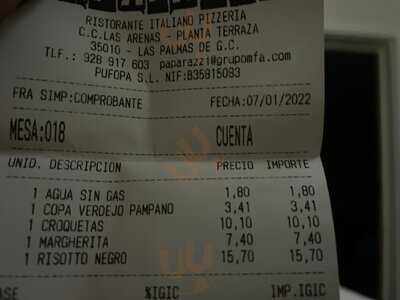 RISTORANTE ITALIANO PIZZERIA
C.C.LAS ARENAS - PLANTA TERRAZA
35010 - LAS PALMAS DE G.C.
TLF.: 928 917 603 paparazzi@grupomfa.com
PUFOPA S.L. NIF:B35915093
FRA SIMP:COMPROBANTE FECHA:07/01/2022
MESA:018 CUENTA
UNID. DESCRIPCION PRECIO IMPORTE
1 AGUA SIN GAS 1,80 1,80
1 COPA VERDEJO PAMPANO 3,41 3,41
1 CROQUETAS 10,10 10,10
1 MARGHERITA 7,40 7,40
1 RISOTTO NEGRO 15,70 15,70
BASE %IGIC IMP.IGIC